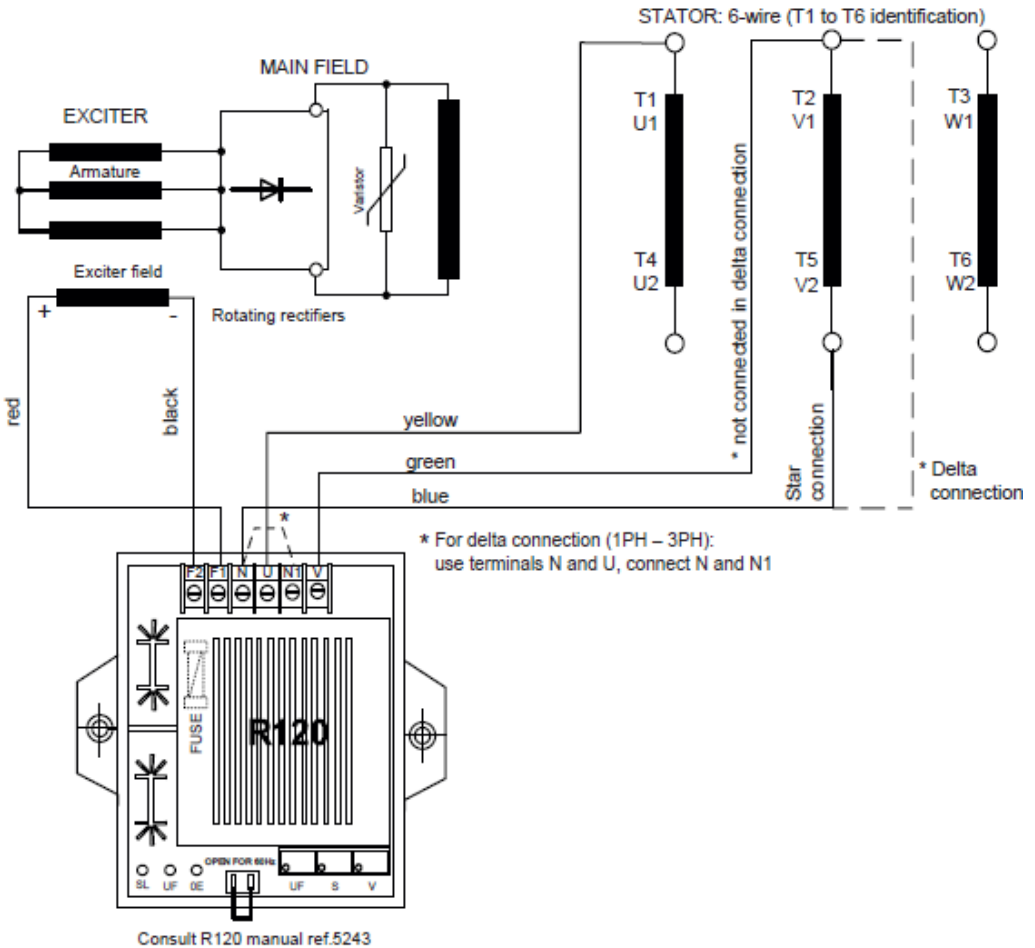 STATOR: 6-wire (T1 to T6 identification)
MAIN FIELD
EXCITER
Armature
Varistor
T1
U1
T2
V1
T3
W1
T4
U2
T5
V2
T6
W2
Exciter field
+
-
Rotating rectifiers
red
black
* not connected in delta connection
Star
connection
* Delta
connection
yellow
green
blue
*
* For delta connection (1PH – 3PH):
use terminals N and U, connect N and N1
F2 F1 N U N1 V
FUSE
R120
OPEN FOR 60Hz
SL UF OE
UF S V
Consult R120 manual ref.5243